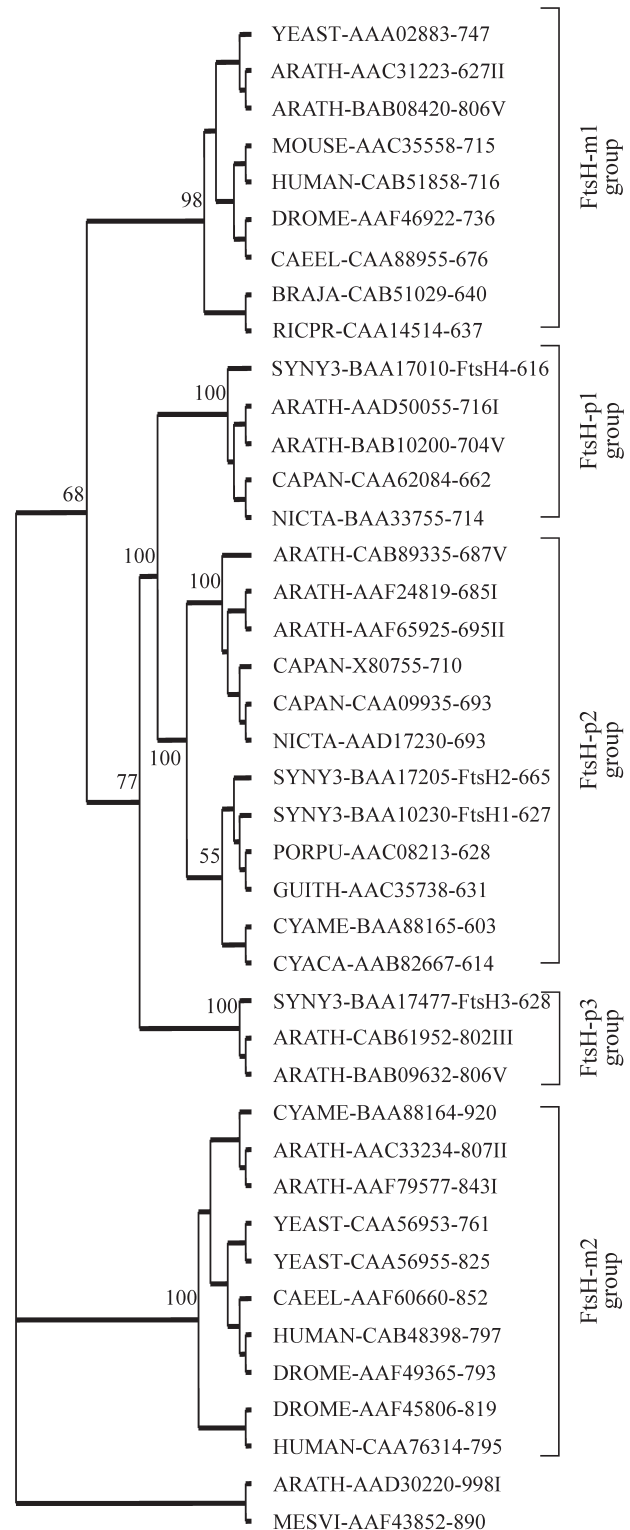 YEAST-AAA02883-747
ARATH-AAC31223-627II
ARATH-BAB08420-806V
MOUSE-AAC35558-715
HUMAN-CAB51858-716
98
DROME-AAF46922-736
CAEEL-CAA88955-676
BRAJA-CAB51029-640
RICPR-CAA14514-637
FtsH-m1
group
SYNY3-BAA17010-FtsH4-616
100
ARATH-AAD50055-716I
ARATH-BAB10200-704V
CAPAN-CAA62084-662
NICTA-BAA33755-714
FtsH-p1
group
68
100
ARATH-CAB89335-687V
100
ARATH-AAF24819-685I
ARATH-AAF65925-695II
CAPAN-X80755-710
CAPAN-CAA09935-693
NICTA-AAD17230-693
100
77
SYNY3-BAA17205-FtsH2-665
SYNY3-BAA10230-FtsH1-627
55
PORPU-AAC08213-628
GUITH-AAC35738-631
CYAME-BAA88165-603
CYACA-AAB82667-614
FtsH-p2
group
100
SYNY3-BAA17477-FtsH3-628
ARATH-CAB61952-802III
ARATH-BAB09632-806V
FtsH-p3
group
CYAME-BAA88164-920
ARATH-AAC33234-807II
ARATH-AAF79577-843I
YEAST-CAA56953-761
YEAST-CAA56955-825
100
CAEEL-AAF60660-852
HUMAN-CAB48398-797
DROME-AAF49365-793
DROME-AAF45806-819
HUMAN-CAA76314-795
FtsH-m2
group
ARATH-AAD30220-998I
MESVI-AAF43852-890